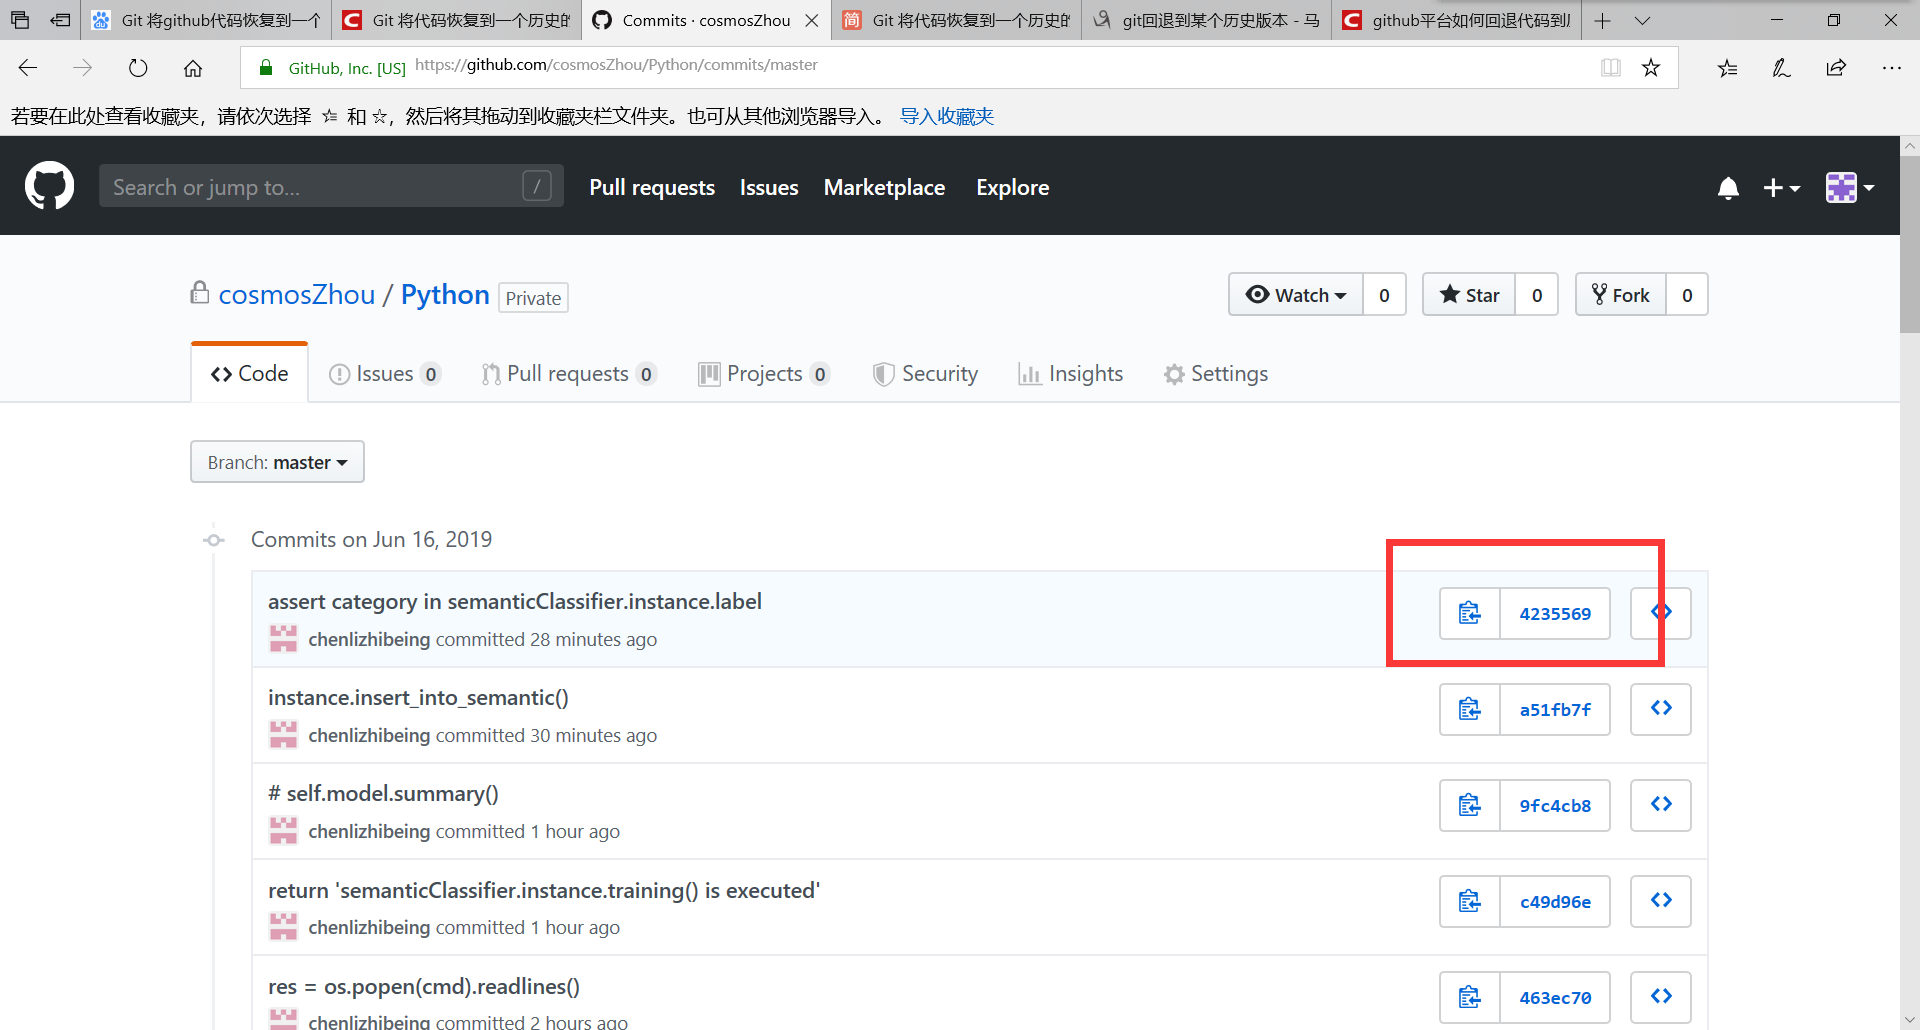 Git 将github代码恢复到一个
Git 将代码恢复到一个历史的
Commits · cosmosZhou
Git 将代码恢复到一个历史的
git回退到某个历史版本 - 马
github平台如何回退代码到
GitHub, Inc. [US]
https://github.com/cosmosZhou/Python/commits/master
若要在此处查看收藏夹，请依次选择 和 ☆，然后将其拖动到收藏夹栏文件夹。也可从其他浏览器导入。 导入收藏夹
Search or jump to... /
Pull requests
Issues
Marketplace
Explore
cosmosZhou / Python Private
Watch 0
Star 0
Fork 0
Code
Issues 0
Pull requests 0
Projects 0
Security
Insights
Settings
Branch: master
Commits on Jun 16, 2019
assert category in semanticClassifier.instance.label
chenlizhibeing committed 28 minutes ago
4235569
instance.insert_into_semantic()
chenlizhibeing committed 30 minutes ago
a51fb7f
# self.model.summary()
chenlizhibeing committed 1 hour ago
9fc4cb8
return 'semanticClassifier.instance.training() is executed'
chenlizhibeing committed 1 hour ago
c49d96e
res = os.popen(cmd).readlines()
chenlizhibeing committed 2 hours ago
463ec70